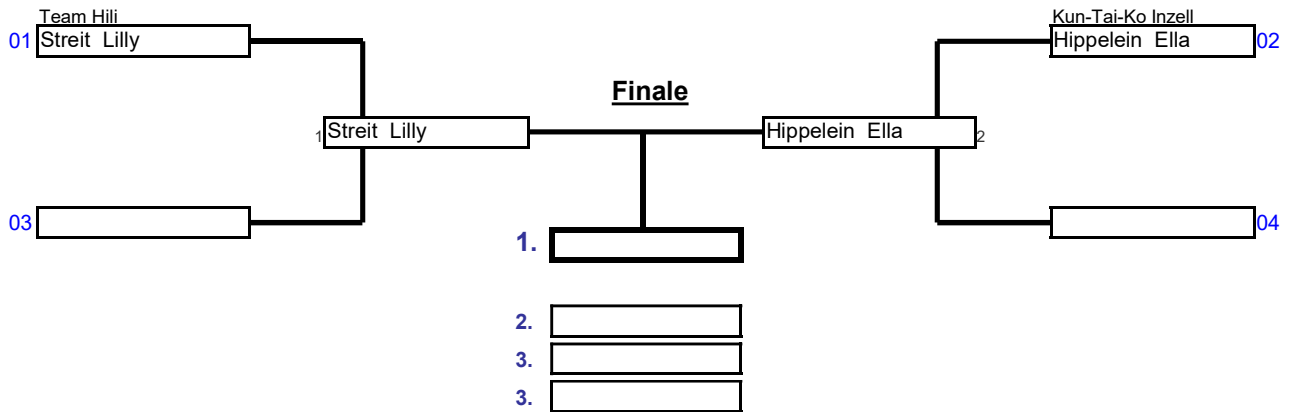 Team Hili
Kun-Tai-Ko Inzell
01 Streit Lilly
Hippelein Ella 02
Finale
1 Streit Lilly
Hippelein Ella 2
03
04
1.
2.
3.
3.